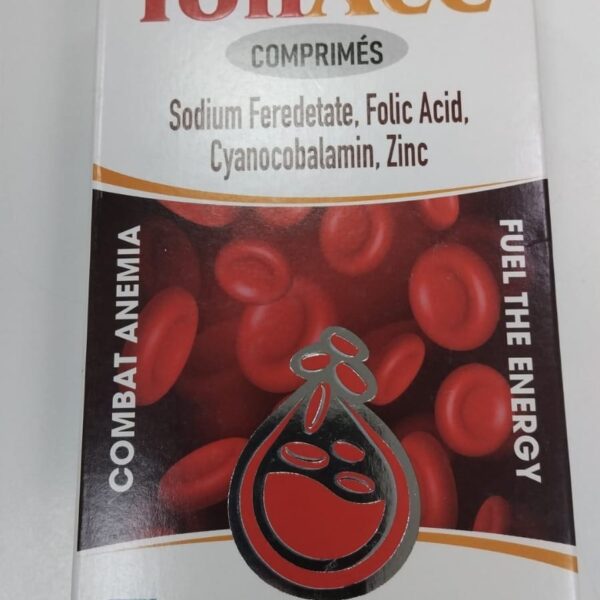 COMPRIMÉS
Sodium Feredetate, Folic Acid,
Cyanocobalamin, Zinc
COMBAT ANEMIA
FUEL THE ENERGY